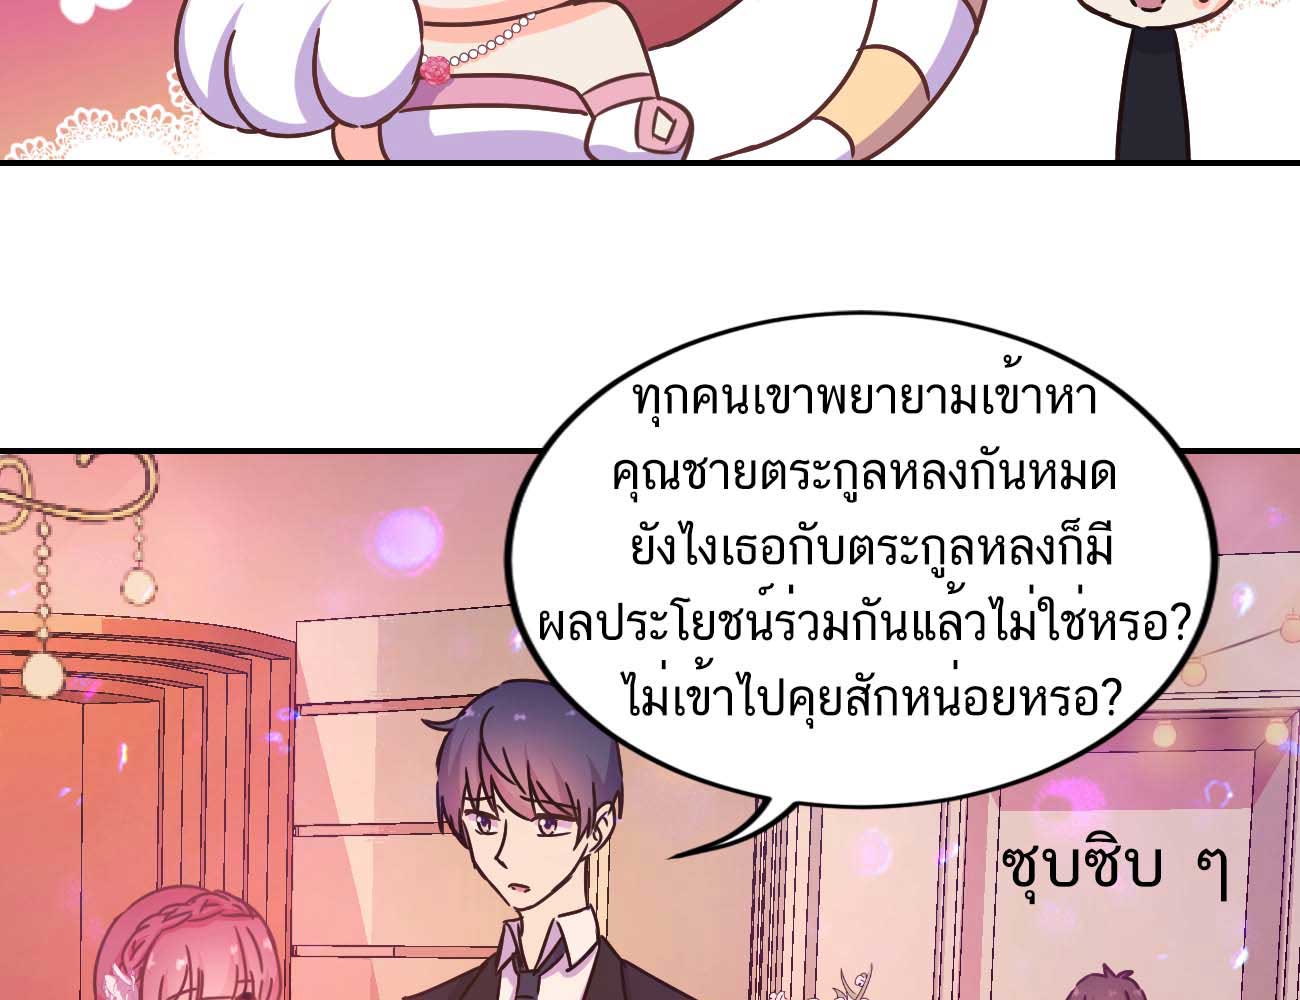 ทุกคนเขาพยายามเข้าหา
คุณชายตระกูลหลงกันหมด
ยังไงเธอกับตระกูลหลงก็มี
ผลประโยชน์ร่วมกันแล้วไม่ใช่หรอ?
ไม่เข้าไปคุยสักหน่อยหรอ?
ซุบซิบ ๆ